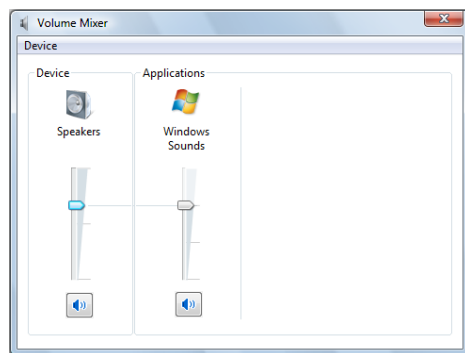 Volume Mixer
Device
Device
Applications
Speakers
Windows
Sounds